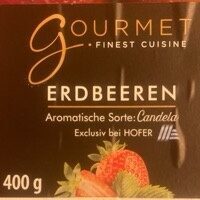 gourmet
FINEST CUISINE
ERDBEEREN
Aromatische Sorte: Candela
Exclusiv bei HOFER
400 g